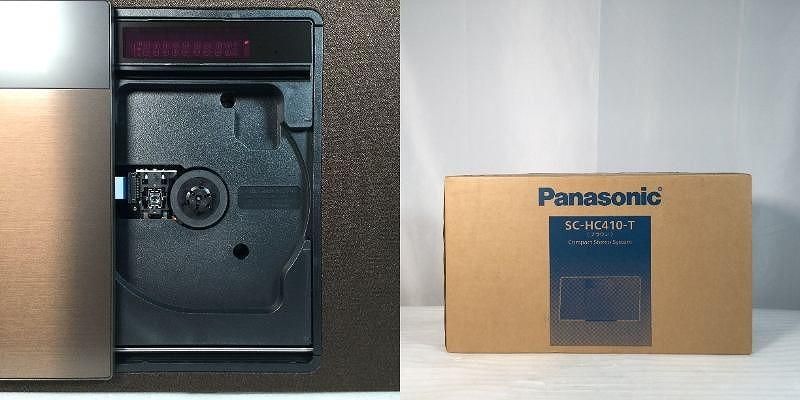 Panasonic
SC-HC410-T
(ブラウン)
Compact Stereo System